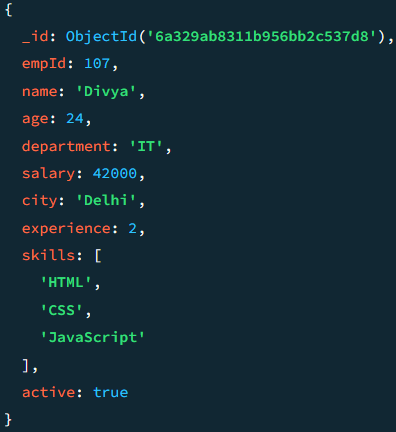 {
  _id: ObjectId('6a329ab8311b956bb2c537d8'),
  empId: 107,
  name: 'Divya',
  age: 24,
  department: 'IT',
  salary: 42000,
  city: 'Delhi',
  experience: 2,
  skills: [
    'HTML',
    'CSS',
    'JavaScript'
  ],
  active: true
}